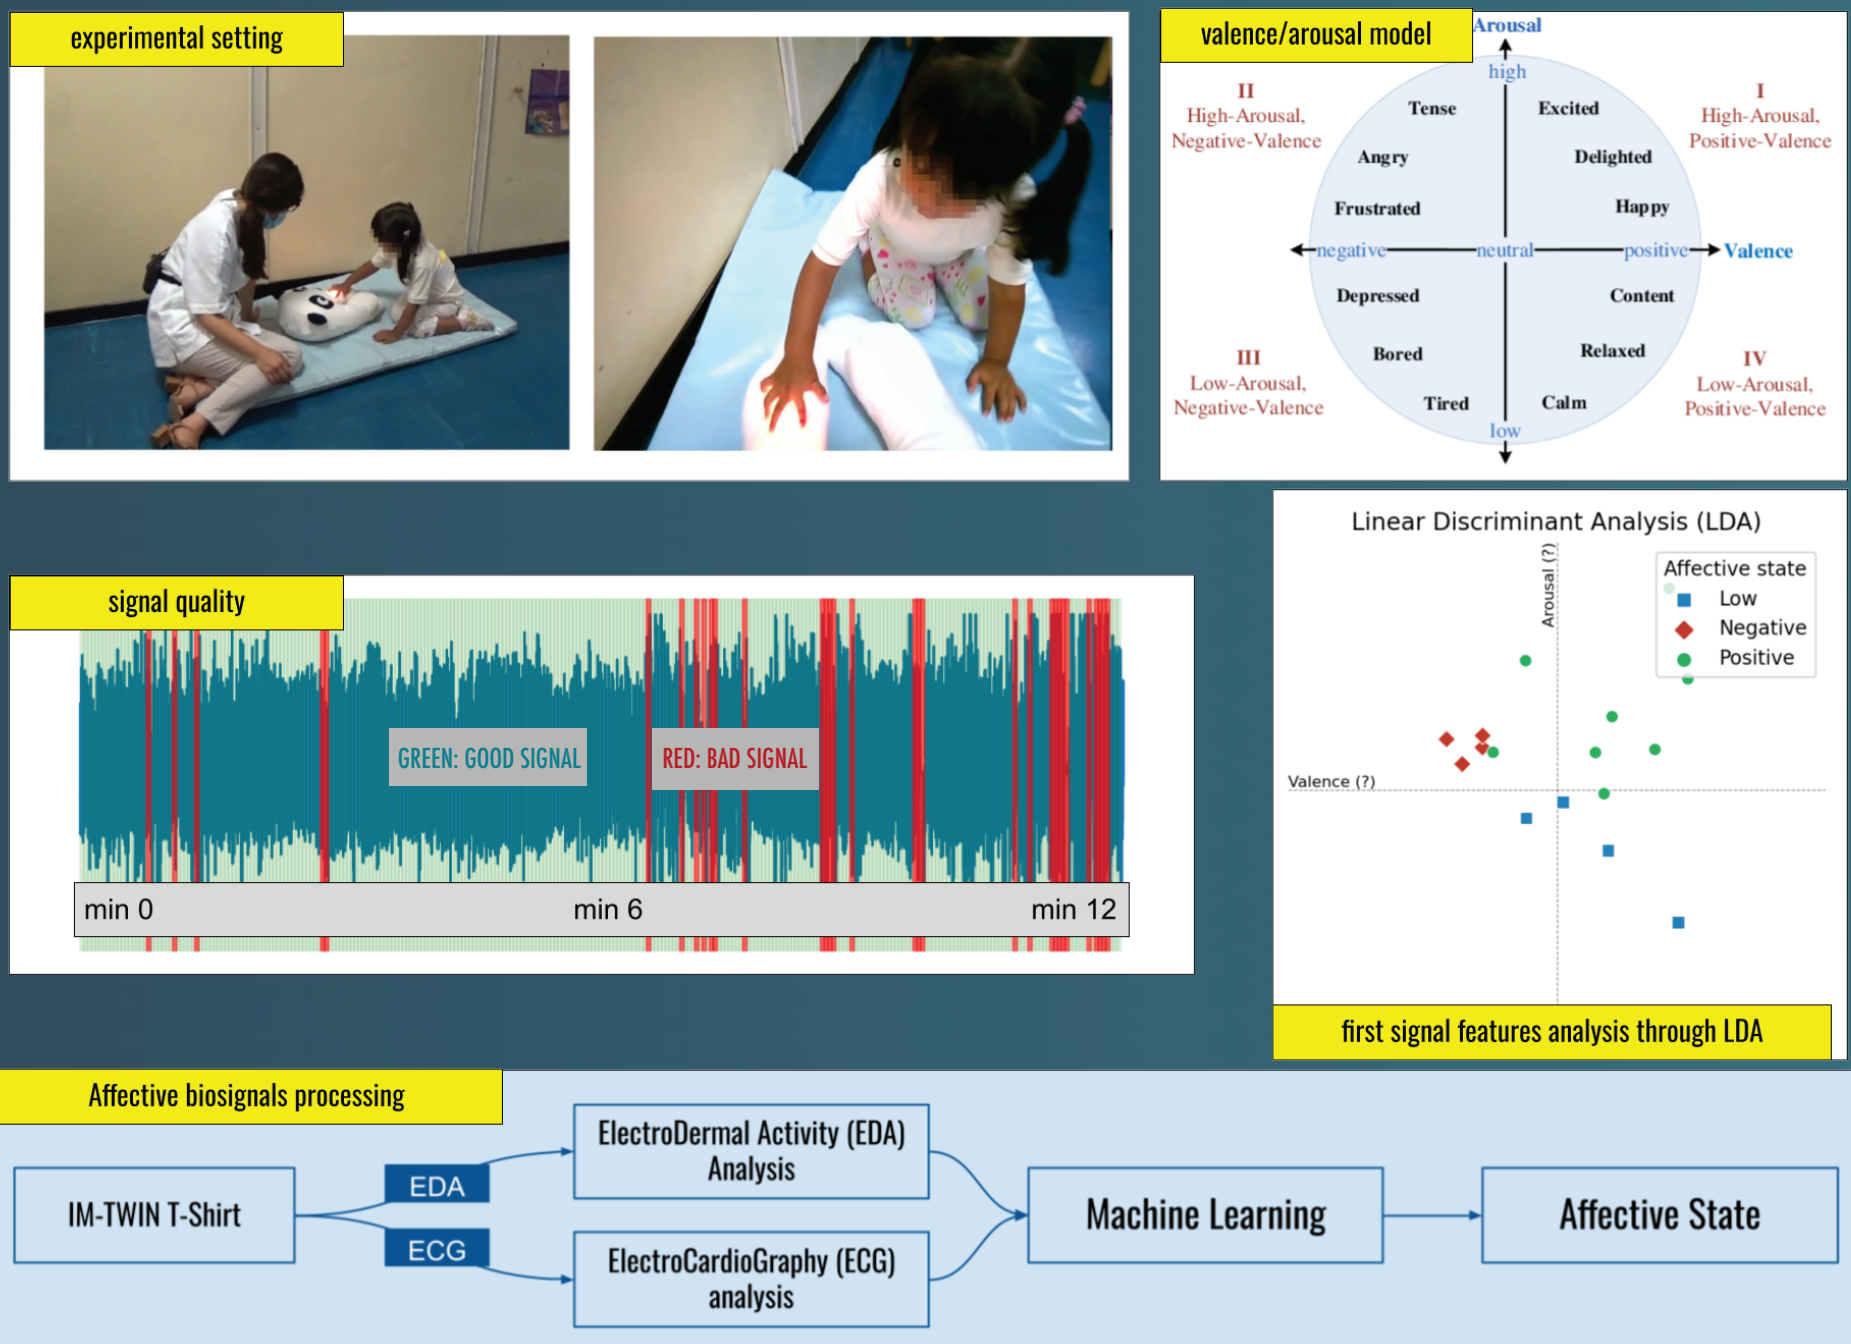 experimental setting
valence/arousal model
Arousal
high
II
High-Arousal,
Negative-Valence
I
High-Arousal,
Positive-Valence
Tense
Excited
Angry
Delighted
Frustrated
Happy
negative
neutral
positive
Valence
Depressed
Content
Bored
Relaxed
III
Low-Arousal,
Negative-Valence
IV
Low-Arousal,
Positive-Valence
Tired
Calm
low
signal quality
GREEN: GOOD SIGNAL
RED: BAD SIGNAL
min 0
min 6
min 12
Linear Discriminant Analysis (LDA)
Arousal (?)
Affective state
Low
Negative
Positive
Valence (?)
first signal features analysis through LDA
Affective biosignals processing
IM-TWIN T-Shirt
EDA
ECG
ElectroDermal Activity (EDA)
Analysis
ElectroCardioGraphy (ECG)
analysis
Machine Learning
Affective State